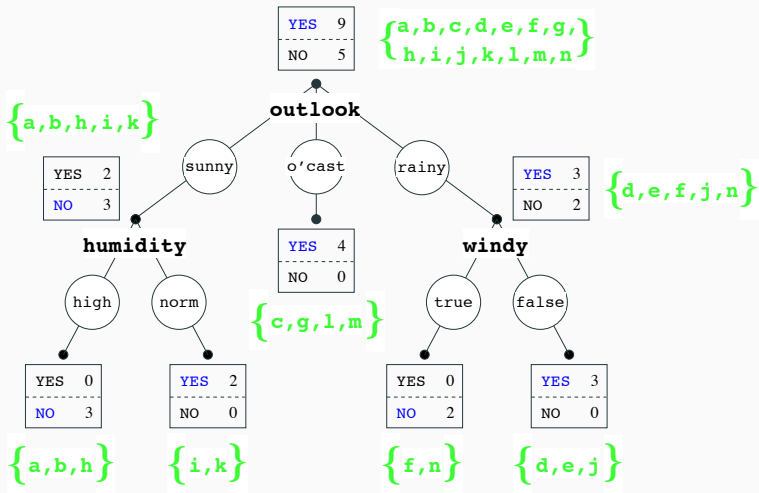 YES 9
NO 5
{a,b,c,d,e,f,g,
h,i,j,k,l,m,n}
outlook
{a,b,h,i,k}
sunny
o'cast
rainy
YES 2
NO 3
YES 3
NO 2
{d,e,f,j,n}
humidity
YES 4
NO 0
windy
high
norm
{c,g,l,m}
true
false
YES 0
NO 3
YES 2
NO 0
YES 0
NO 2
YES 3
NO 0
{a,b,h}
{i,k}
{f,n}
{d,e,j}